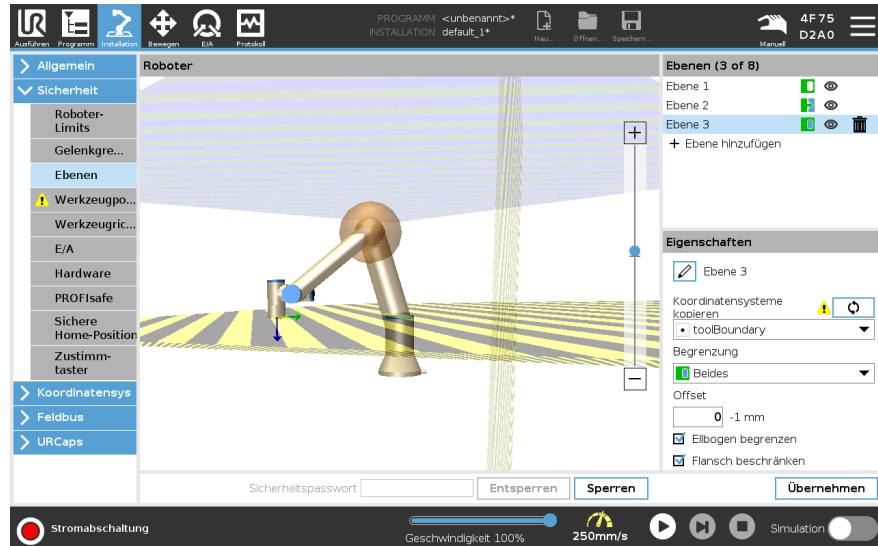 PROGRAMM <unbenannt>*
INSTALLATION default_1*
UR
Ausführen Programm Installation Bewegen E/A Protokoll
Neu... Öffnen... Speichern...
Manuell
4F75
D2A0
Allgemein
Sicherheit
Roboter-
Limits
Gelenkgre...
Ebenen
Werkzeugpo...
Werkzeugric...
E/A
Hardware
PROFIsafe
Sichere
Home-Position
Zustimm-
taster
Koordinatensys
Feldbus
URCaps
Roboter
Ebenen (3 of 8)
Ebene 1
Ebene 2
Ebene 3
+ Ebene hinzufügen
Eigenschaften
Ebene 3
Koordinatensysteme
kopieren
toolBoundary
Begrenzung
Beides
Offset
0 -1 mm
Ellbogen begrenzen
Flansch beschränken
Sicherheitspasswort Entsperren Sperren Übernehmen
Stromabschaltung
Geschwindigkeit 100%
250mm/s
Simulation